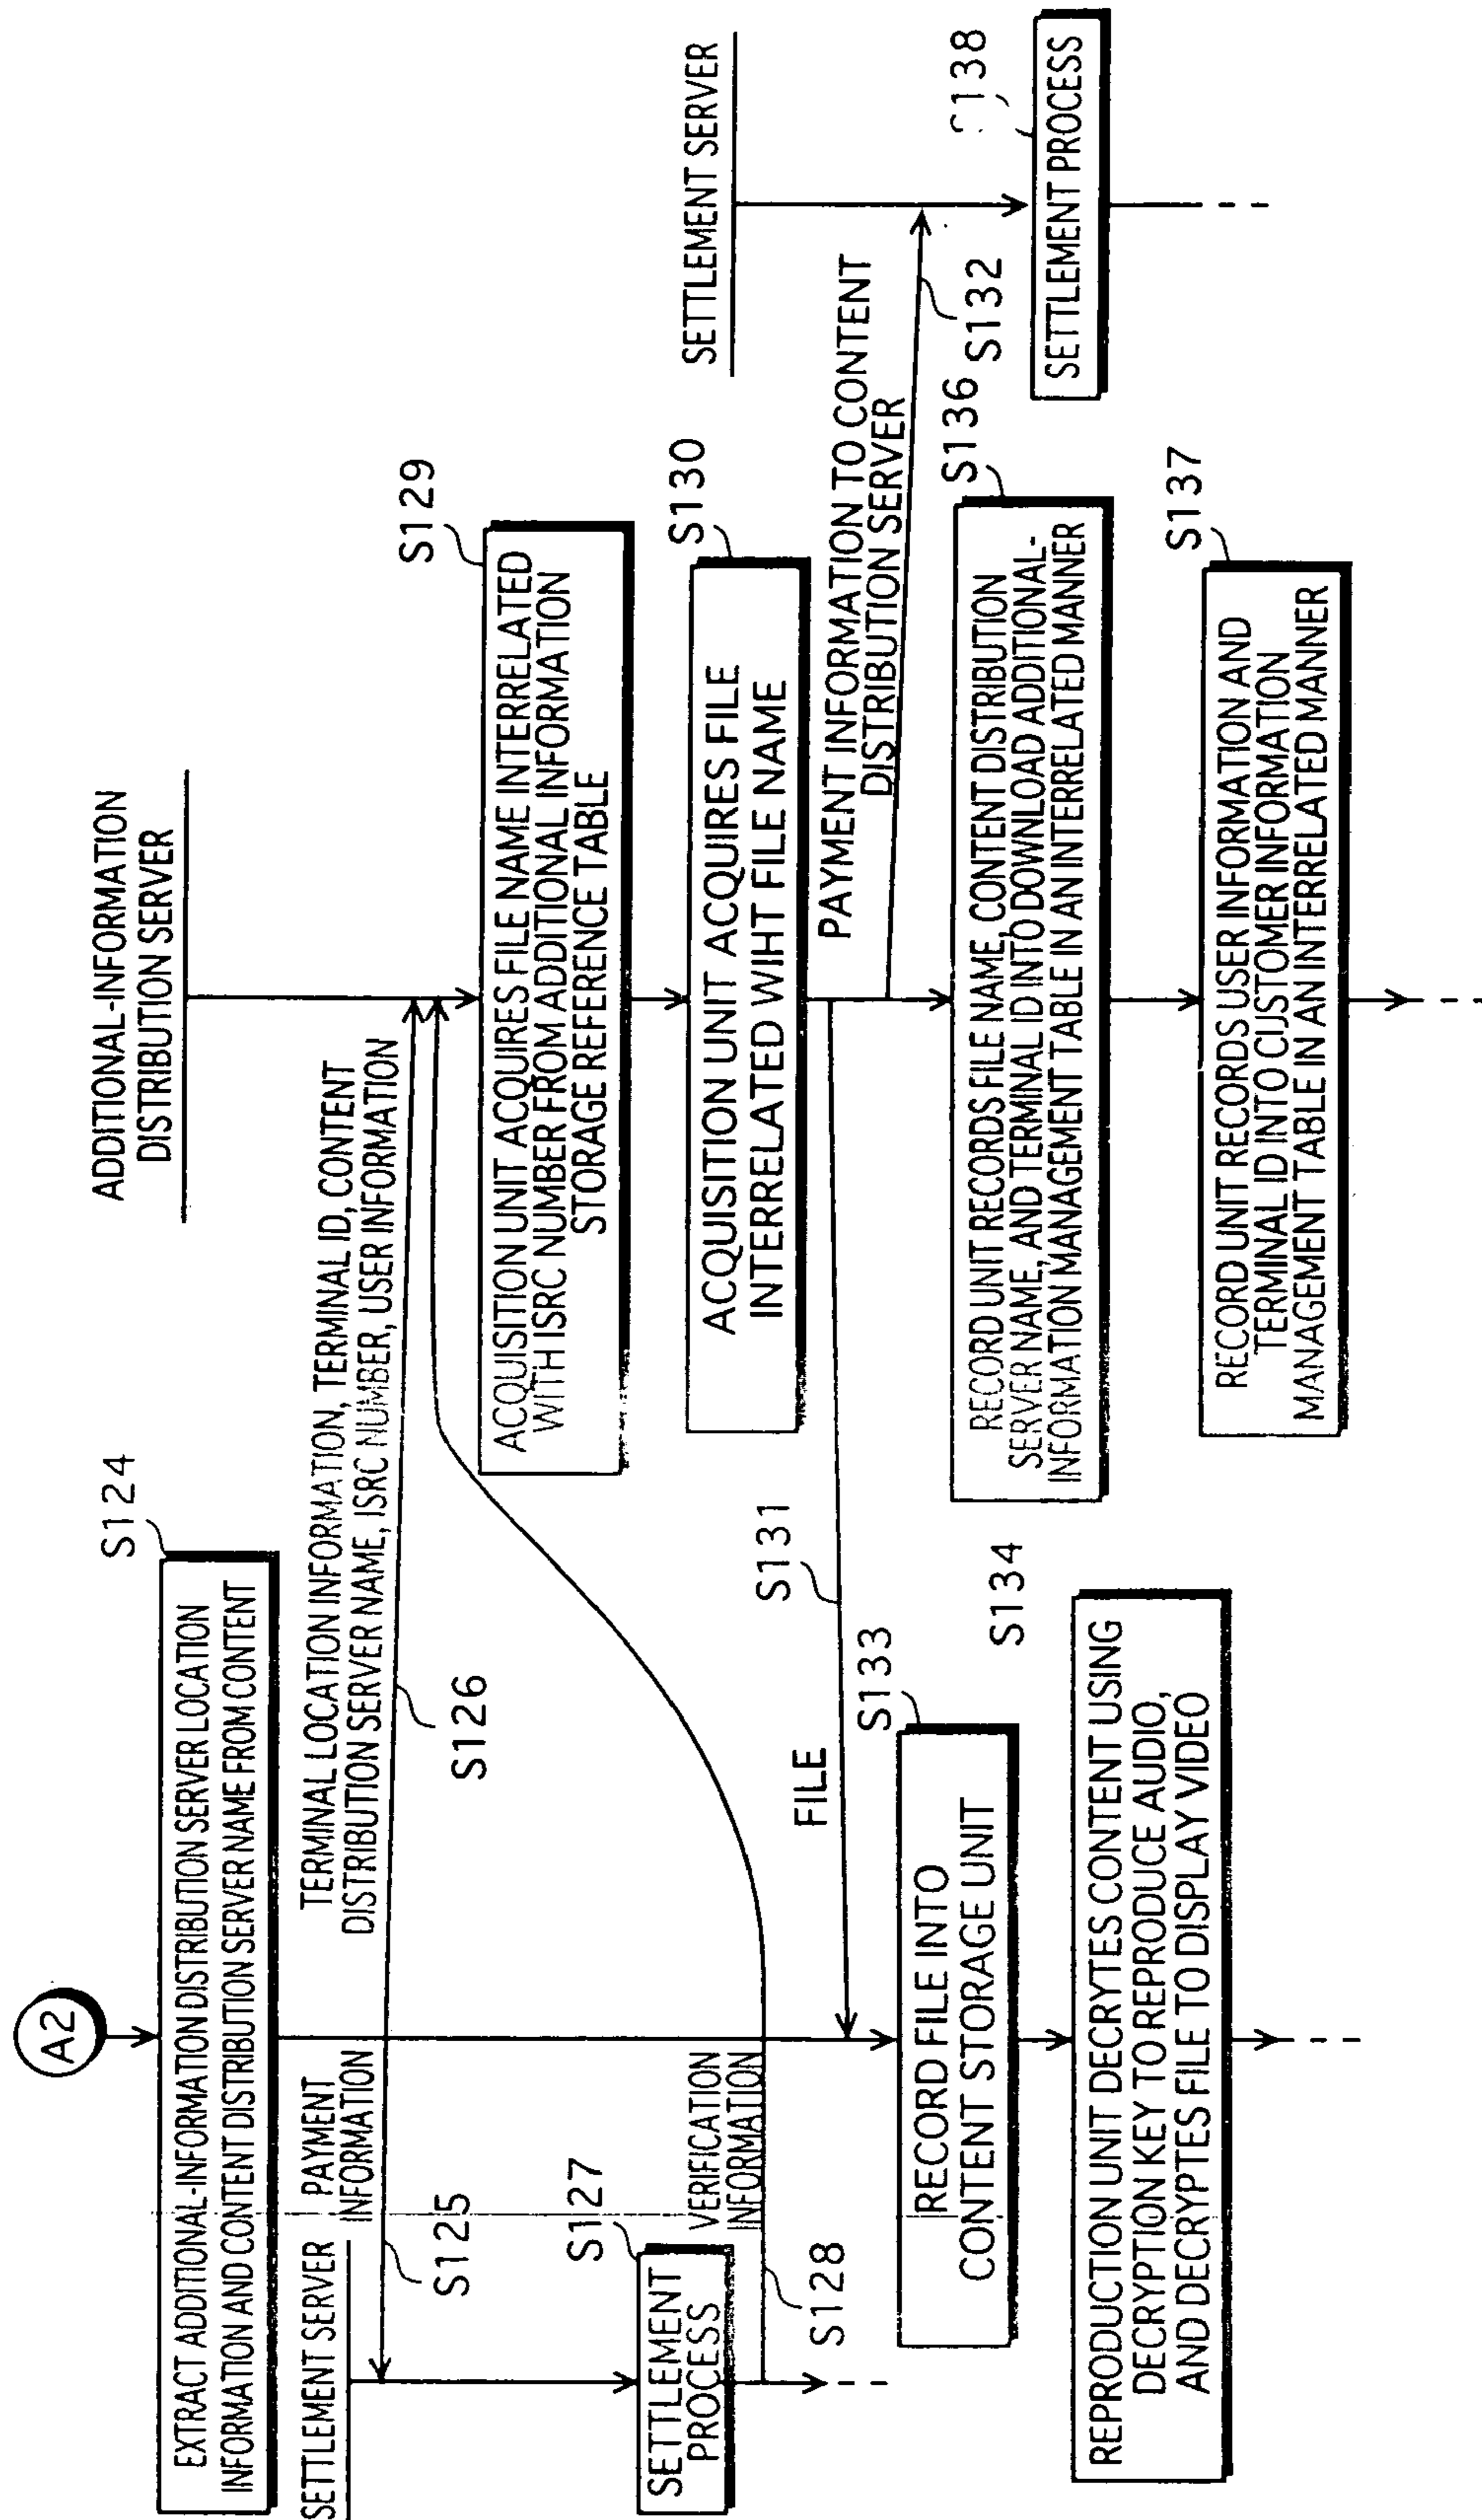 A2
S124
EXTRACT ADDITIONAL-INFORMATION DISTRIBUTION SERVER LOCATION
INFORMATION AND CONTENT DISTRIBUTION SERVER NAME FROM CONTENT
SETTLEMENT SERVER
PAYMENT
INFORMATION
S125
TERMINAL LOCATION INFORMATION, TERMINAL ID, CONTENT
DISTRIBUTION SERVER NAME, ISRC NUMBER, USER INFORMATION
S126
S127
SETTLEMENT
PROCESS
VERIFICATION
INFORMATION
S128
ADDITIONAL-INFORMATION
DISTRIBUTION SERVER
S129
ACQUISITION UNIT ACQUIRES FILE NAME INTERRELATED
WITH ISRC NUMBER FROM ADDITIONAL INFORMATION
STORAGE REFERENCE TABLE
S130
ACQUISITION UNIT ACQUIRES FILE
INTERRELATED WIHT FILE NAME
S131
FILE
PAYMENT INFORMATION TO CONTENT
DISTRIBUTION SERVER
S132
SETTLEMENT SERVER
S133
RECORD FILE INTO
CONTENT STORAGE UNIT
S134
REPRODUCTION UNIT DECRYTES CONTENT USING
DECRYPTION KEY TO REPRODUCE AUDIO,
AND DECRYPTES FILE TO DISPLAY VIDEO
S136
RECORD UNIT RECORDS FILE NAME, CONTENT DISTRIBUTION
SERVER NAME, AND TERMINAL ID INTO DOWNLOAD ADDITIONAL-
INFORMATION MANAGEMENT TABLE IN AN INTERRELATED MANNER
S137
RECORD UNIT RECORDS USER INFORMATION AND
TERMINAL ID INTO CUSTOMER INFORMATION
MANAGEMENT TABLE IN AN INTERRELATED MANNER
S138
SETTLEMENT PROCESS